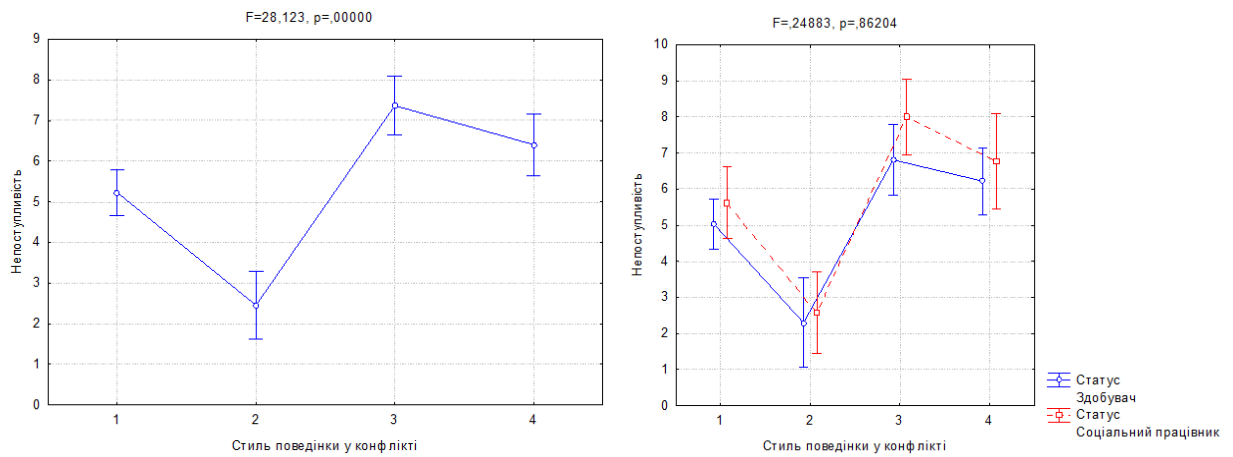 F=28,123, p=,00000
9
8
7
6
5
4
3
2
1
0
Непоступливість
1 2 3 4
Стиль поведінки у конфлікті
F=,24883, p=,86204
10
9
8
7
6
5
4
3
2
1
0
Непоступливість
1 2 3 4
Стиль поведінки у конфлікті
Статус
Здобувач
Статус
Соціальний працівник